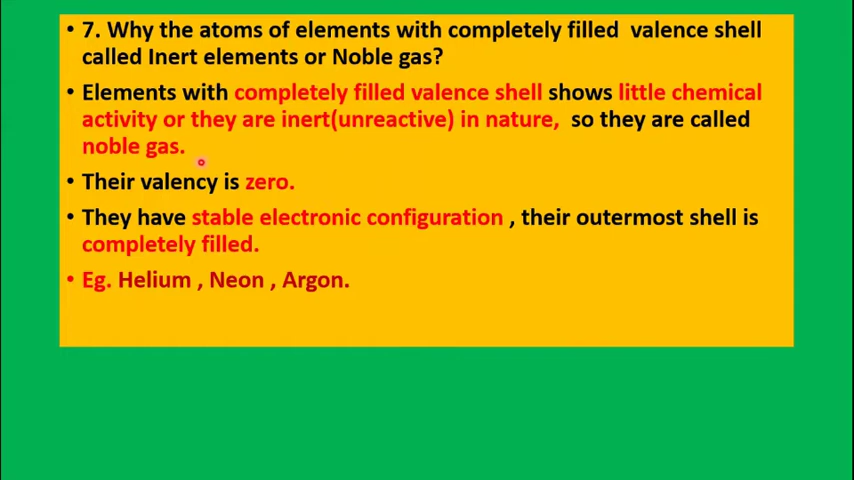 • 7. Why the atoms of elements with completely filled valence shell
called Inert elements or Noble gas?
• Elements with completely filled valence shell shows little chemical
activity or they are inert(unreactive) in nature, so they are called
noble gas.
• Their valency is zero.
• They have stable electronic configuration , their outermost shell is
completely filled.
• Eg. Helium , Neon , Argon.